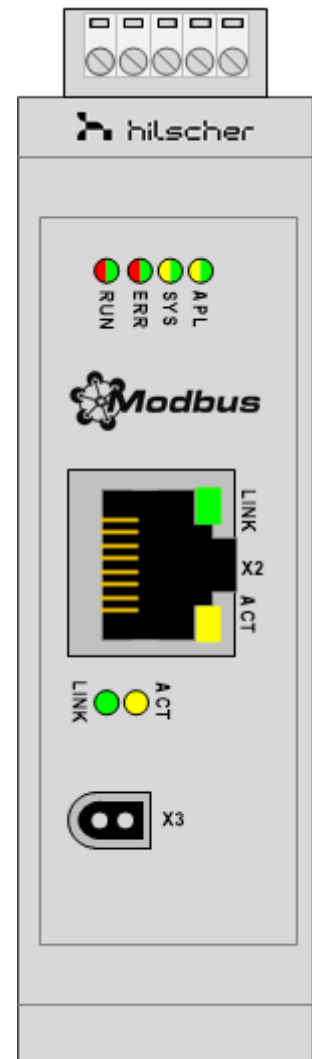 hilscher
RUN ERR SYS APL
Modbus
LINK
X2
ACT
LINK ACT
X3